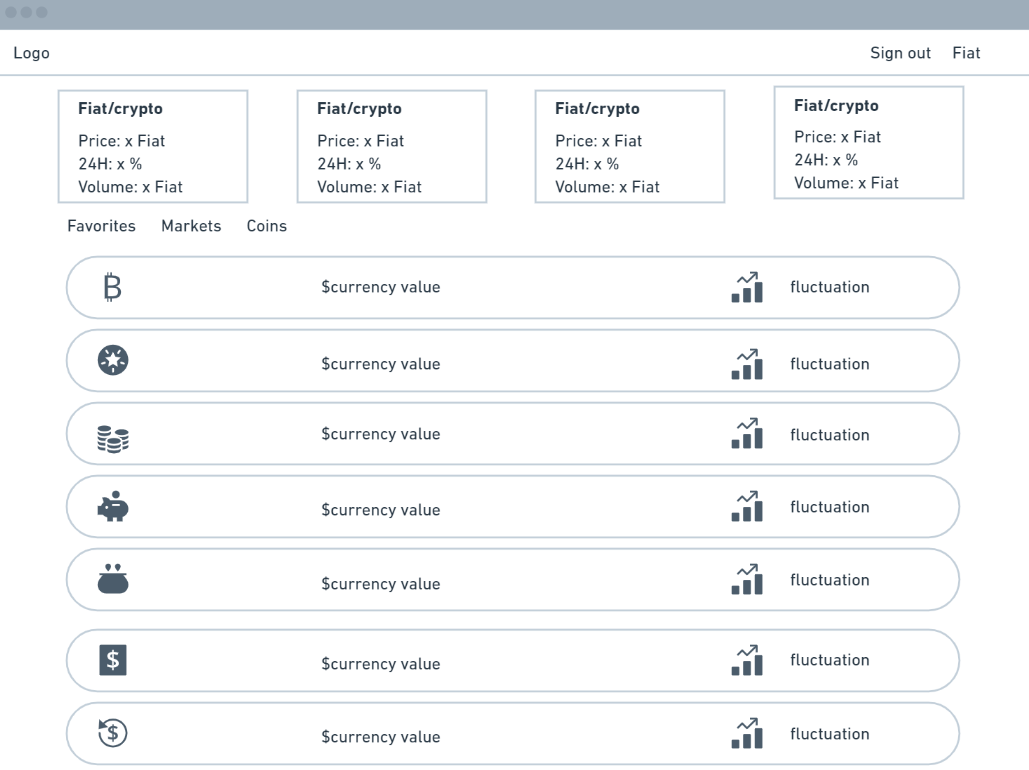 Logo
Sign out
Fiat
Fiat/crypto
Price: x Fiat
24H: x %
Volume: x Fiat
Fiat/crypto
Price: x Fiat
24H: x %
Volume: x Fiat
Fiat/crypto
Price: x Fiat
24H: x %
Volume: x Fiat
Fiat/crypto
Price: x Fiat
24H: x %
Volume: x Fiat
Favorites
Markets
Coins
$currency value
fluctuation
$currency value
fluctuation
$currency value
fluctuation
$currency value
fluctuation
$currency value
fluctuation
$
$currency value
fluctuation
$
$currency value
fluctuation